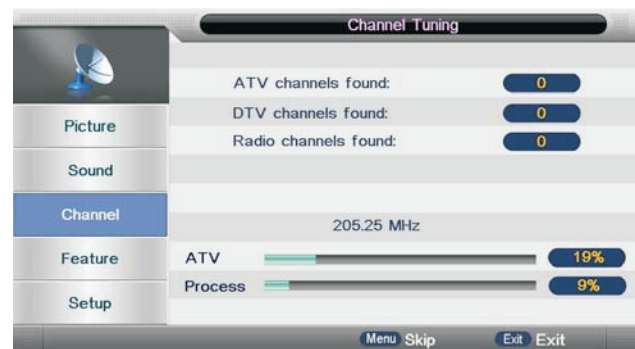 Channel Tuning
ATV channels found: 0
DTV channels found: 0
Radio channels found: 0
Picture
Sound
Channel
Feature
Setup
205.25 MHz
ATV 19%
Process 9%
Menu Skip Exit Exit